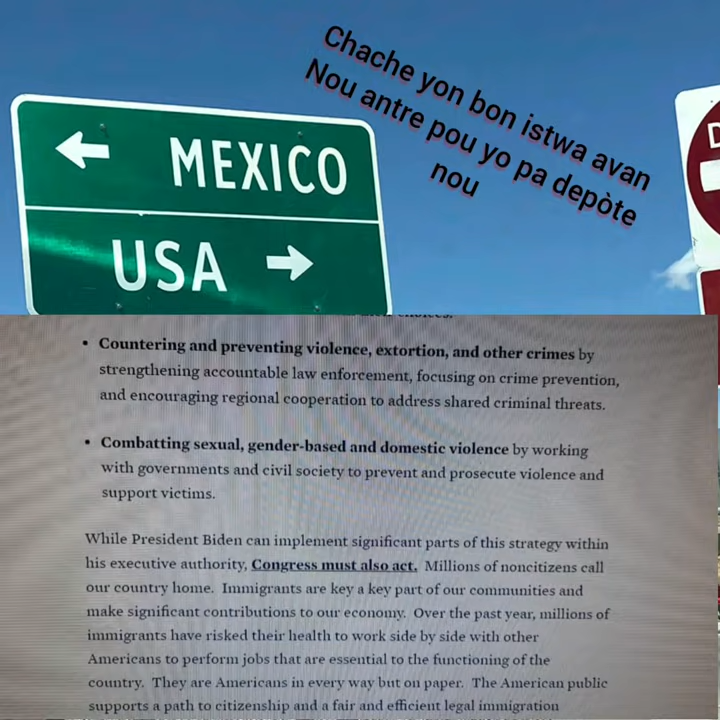 Chache yon bon istwa avan
Nou antre pou yo pa depòte
nou
MEXICO
USA
D
choices.
• Countering and preventing violence, extortion, and other crimes by
strengthening accountable law enforcement, focusing on crime prevention,
and encouraging regional cooperation to address shared criminal threats.
• Combatting sexual, gender-based and domestic violence by working
with governments and civil society to prevent and prosecute violence and
support victims.
While President Biden can implement significant parts of this strategy within
his executive authority, Congress must also act. Millions of noncitizens call
our country home. Immigrants are key a key part of our communities and
make significant contributions to our economy. Over the past year, millions of
immigrants have risked their health to work side by side with other
Americans to perform jobs that are essential to the functioning of the
country. They are Americans in every way but on paper. The American public
supports a path to citizenship and a fair and efficient legal immigration